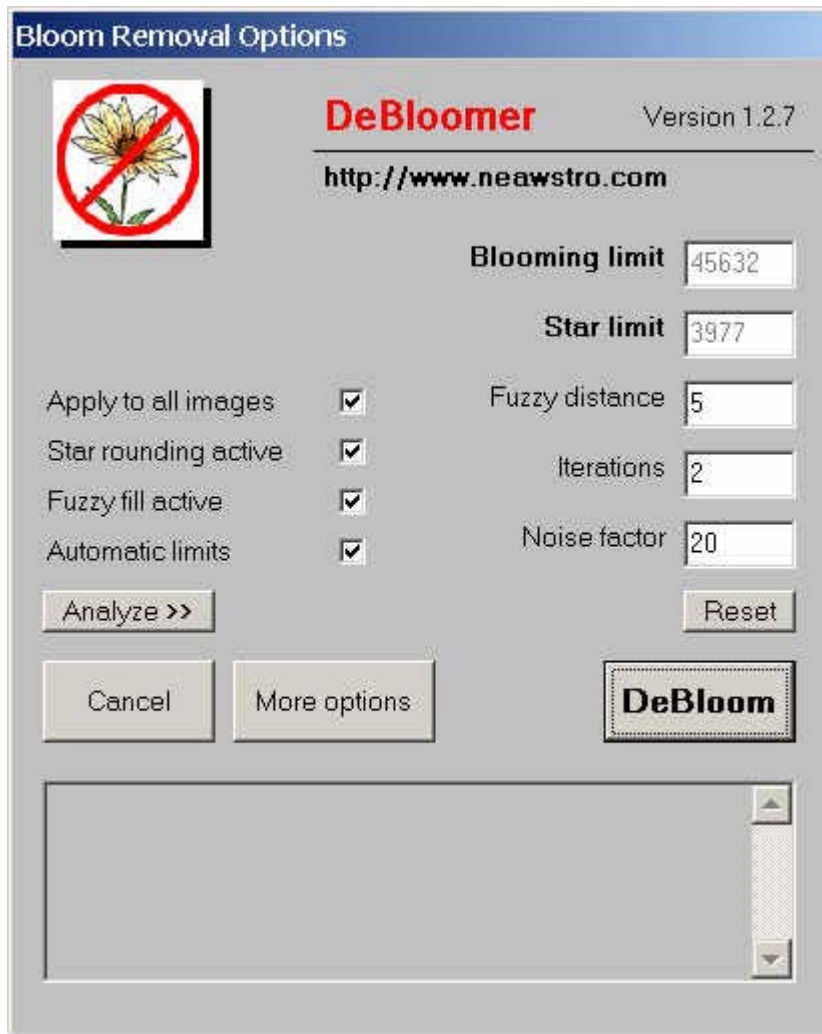 Bloom Removal Options
DeBloomer Version 1.2.7
http://www.neawstro.com
Blooming limit 45632
Star limit 3977
Apply to all images Fuzzy distance 5
Star rounding active
Iterations 2
Fuzzy fill active
Noise factor 20
Automatic limits
Analyze >> Reset
Cancel More options DeBloom